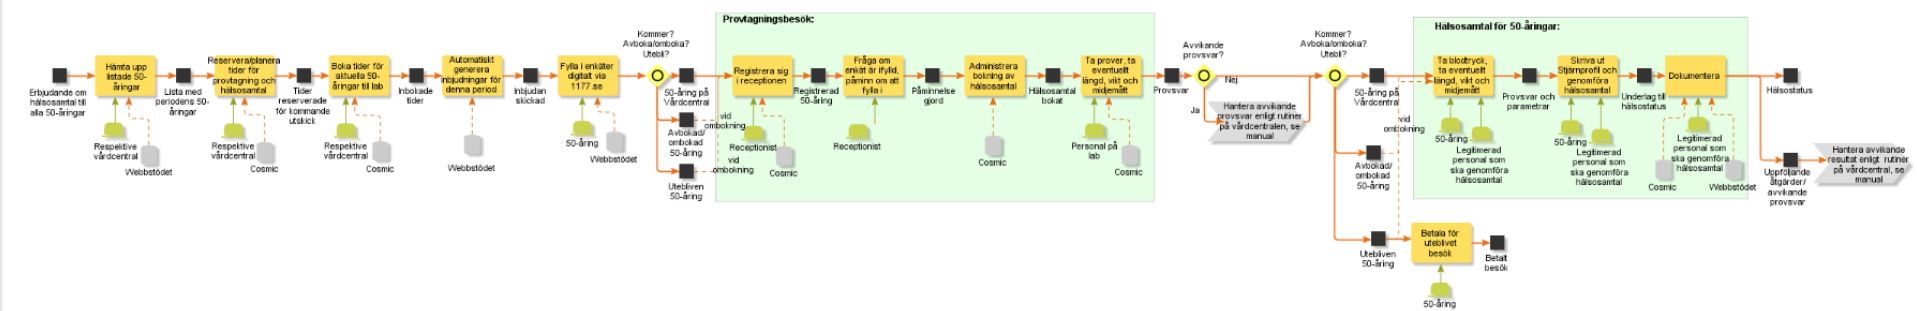 Erbjudande om
hälsosamtal till
alla 50-åringar
Hämta upp
listade 50-
åringar
Respektive
vårdcentral
Webbstödet
Lista med
periodens 50-
åringar
Reservera/planera
tider för
provtagning och
hälsosamtal
Respektive
vårdcentral
Cosmic
Tider
reserverade
för kommande
utskick
Boka tider för
aktuella 50-
åringar till lab
Respektive
vårdcentral
Cosmic
Inbokade
tider
Automatiskt
generera
inbjudningar för
denna period
Webbstödet
Inbjudan
skickad
Fylla i enkäter
digitalt via
1177.se
50-åring
Webbstödet
Kommer?
Avboka/omboka?
Utebli?
50-åring på
Vårdcentral
Avbokad/
ombokad
50-åring
Utebliven
50-åring
vid
ombokning
vid
ombokning
Provtagningsbesök:
Registrera sig
i receptionen
Receptionist
Cosmic
Registrerad
50-åring
Fråga om
enkät är ifylld,
påminn om att
fylla i
Receptionist
Påminnelse
gjord
Administrera
bokning av
hälsosamtal
Cosmic
Hälsosamtal
bokat
Ta prover, ta
eventuellt
längd, vikt och
midjemått
Personal på
lab
Cosmic
Provsvar
Avvikande
provsvar?
Nej
Ja
Hantera avvikande
provsvar enligt rutiner
på vårdcentralen, se
manual
Kommer?
Avboka/omboka?
Utebli?
50-åring på
Vårdcentral
vid
ombokning
Avbokad/
ombokad
50-åring
Utebliven
50-åring
Betala för
uteblivet
besök
50-åring
Betalt
besök
Hälsosamtal för 50-åringar:
Ta blodtryck,
ta eventuellt
längd, vikt och
midjemått
50-åring
Legitimerad
personal som
ska genomföra
hälsosamtal
Provsvar och
parametrar
Skriva ut
Stjärnprofil och
genomföra
hälsosamtal
50-åring
Legitimerad
personal som
ska genomföra
hälsosamtal
Underlag till
hälsostatus
Dokumentera
Legitimerad
personal som
ska genomföra
hälsosamtal
Cosmic
Webbstödet
Hälsostatus
Uppföljande
åtgärder/
avvikande
provsvar
Hantera avvikande
resultat enligt rutiner
på vårdcentral, se
manual